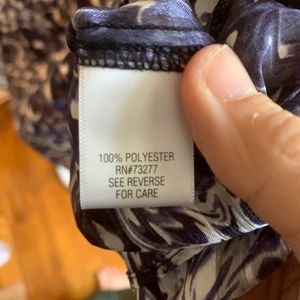 100% POLYESTER
RN#73277
SEE REVERSE
FOR CARE